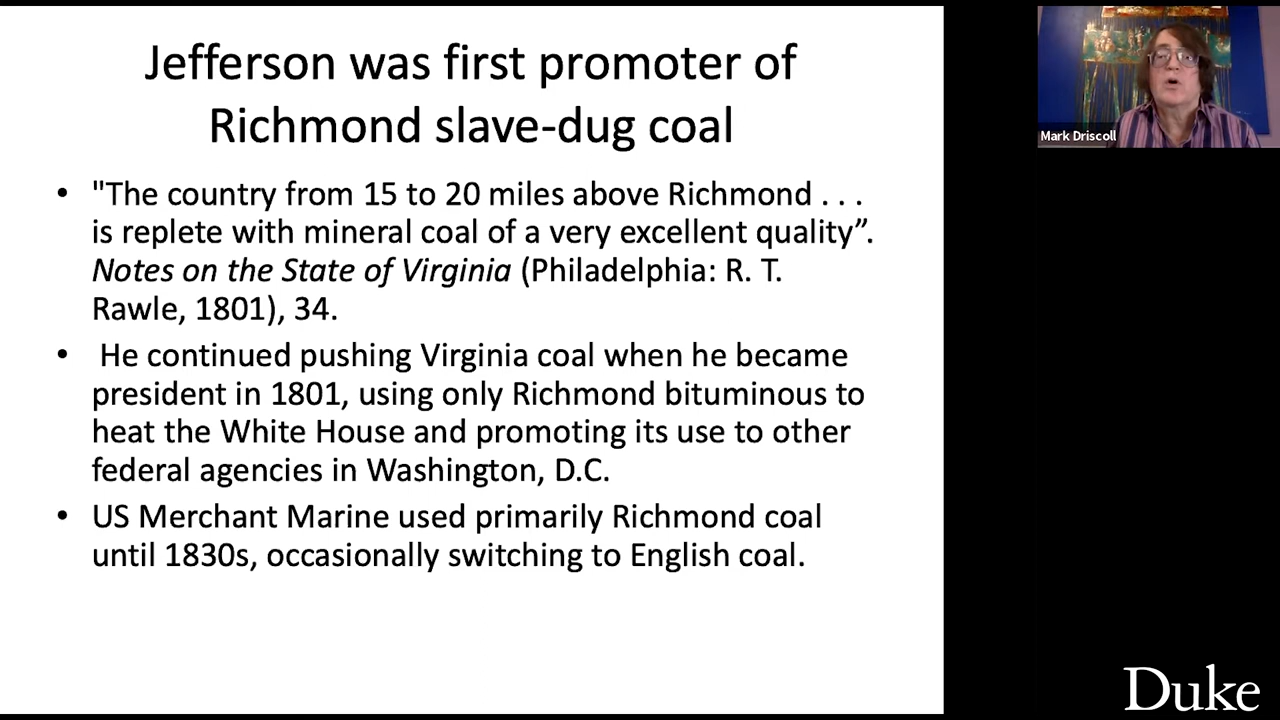 Jefferson was first promoter of
Richmond slave-dug coal
• "The country from 15 to 20 miles above Richmond . . .
is replete with mineral coal of a very excellent quality”.
Notes on the State of Virginia (Philadelphia: R. T.
Rawle, 1801), 34.
• He continued pushing Virginia coal when he became
president in 1801, using only Richmond bituminous to
heat the White House and promoting its use to other
federal agencies in Washington, D.C.
• US Merchant Marine used primarily Richmond coal
until 1830s, occasionally switching to English coal.
Mark Driscoll
Duke